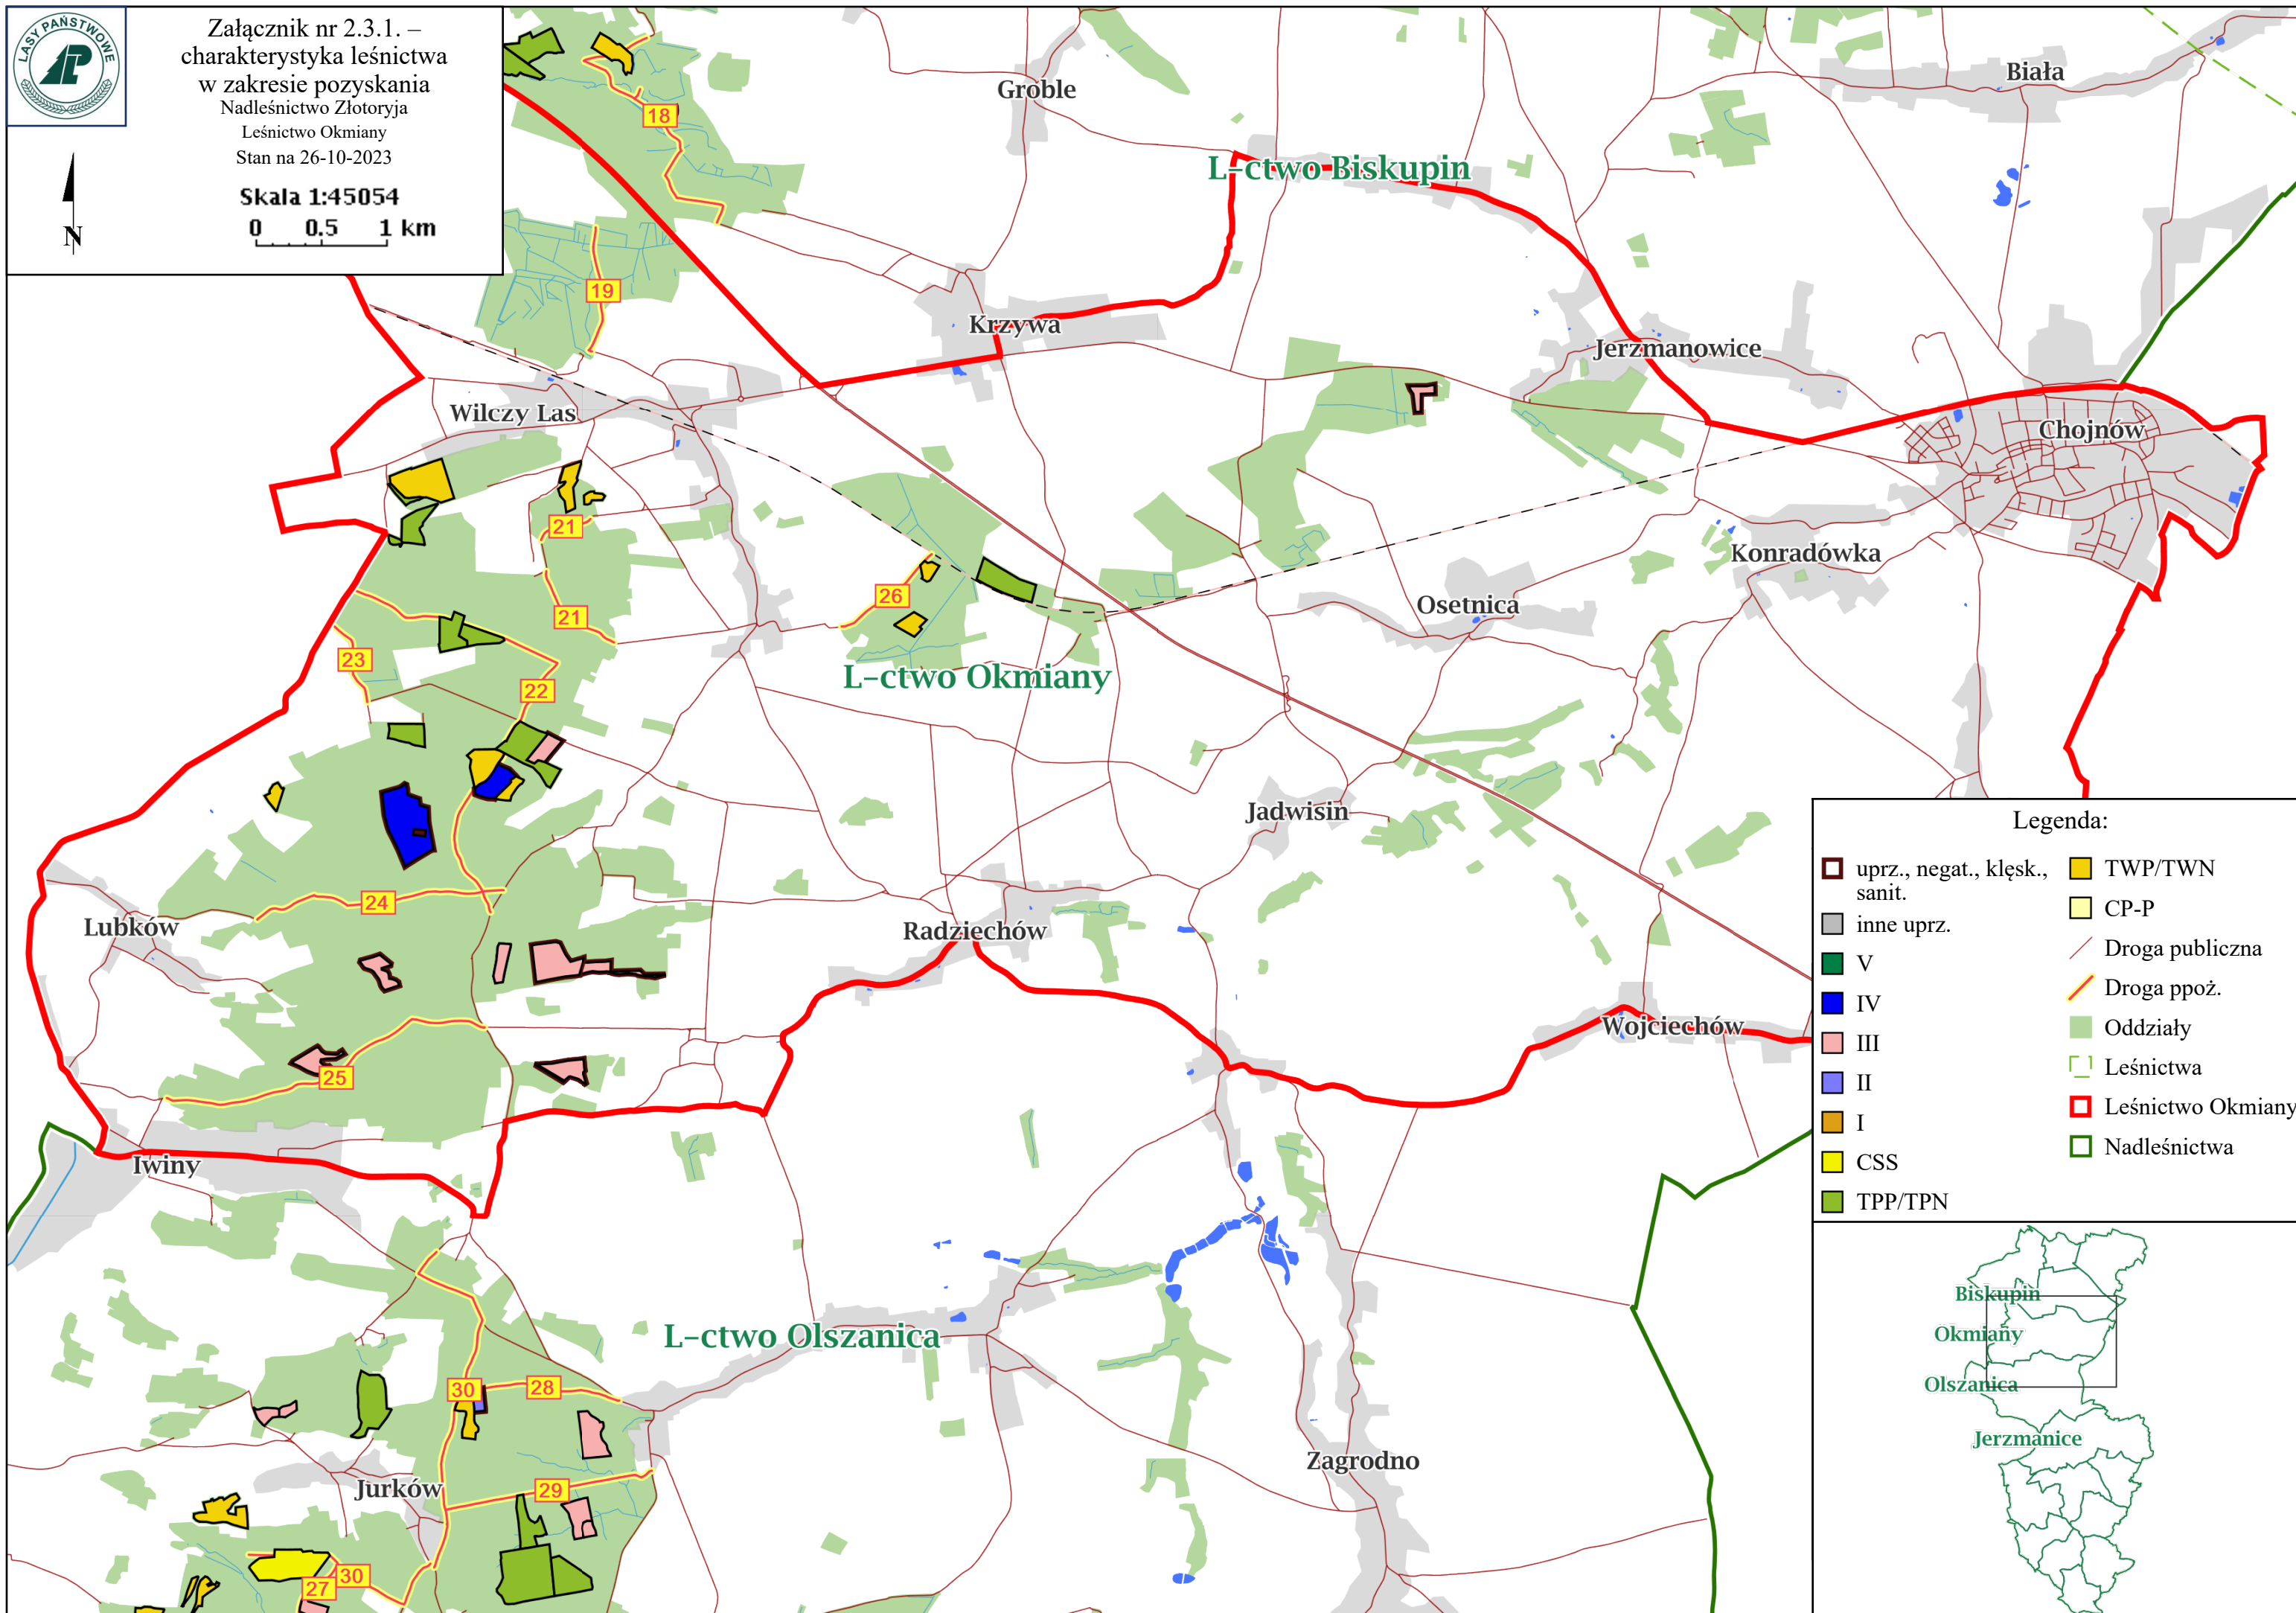 LASY PAŃSTWOWE
LP
Załącznik nr 2.3.1. –
charakterystyka leśnictwa
w zakresie pozyskania
Nadleśnictwo Złotoryja
Leśnictwo Okmiany
Stan na 26-10-2023
N
Skala 1:45054
0 0.5 1 km
Groble
Biała
18
L-ctwo Biskupin
19
Krzywa
Jerzmanowice
Wilczy Las
Chojnów
21
Konradówka
26
Osetnica
21
23
L-ctwo Okmiany
22
Jadwisin
24
Lubków
Radziechów
Wojciechów
25
Iwiny
L-ctwo Olszanica
30
28
Zagrodno
Jurków
29
30
27
Legenda:
uprz., negat., klęsk.,
sanit.
inne uprz.
V
IV
III
II
I
CSS
TPP/TPN
TWP/TWN
CP-P
Droga publiczna
Droga ppoż.
Oddziały
Leśnictwa
Leśnictwo Okmiany
Nadleśnictwa
Biskupin
Okmiany
Olszanica
Jerzmanice